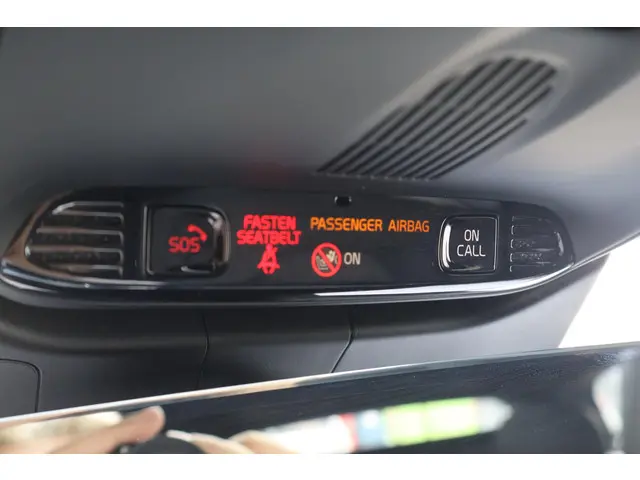 SOS
FASTEN
SEATBELT
PASSENGER AIRBAG
ON
ON
CALL